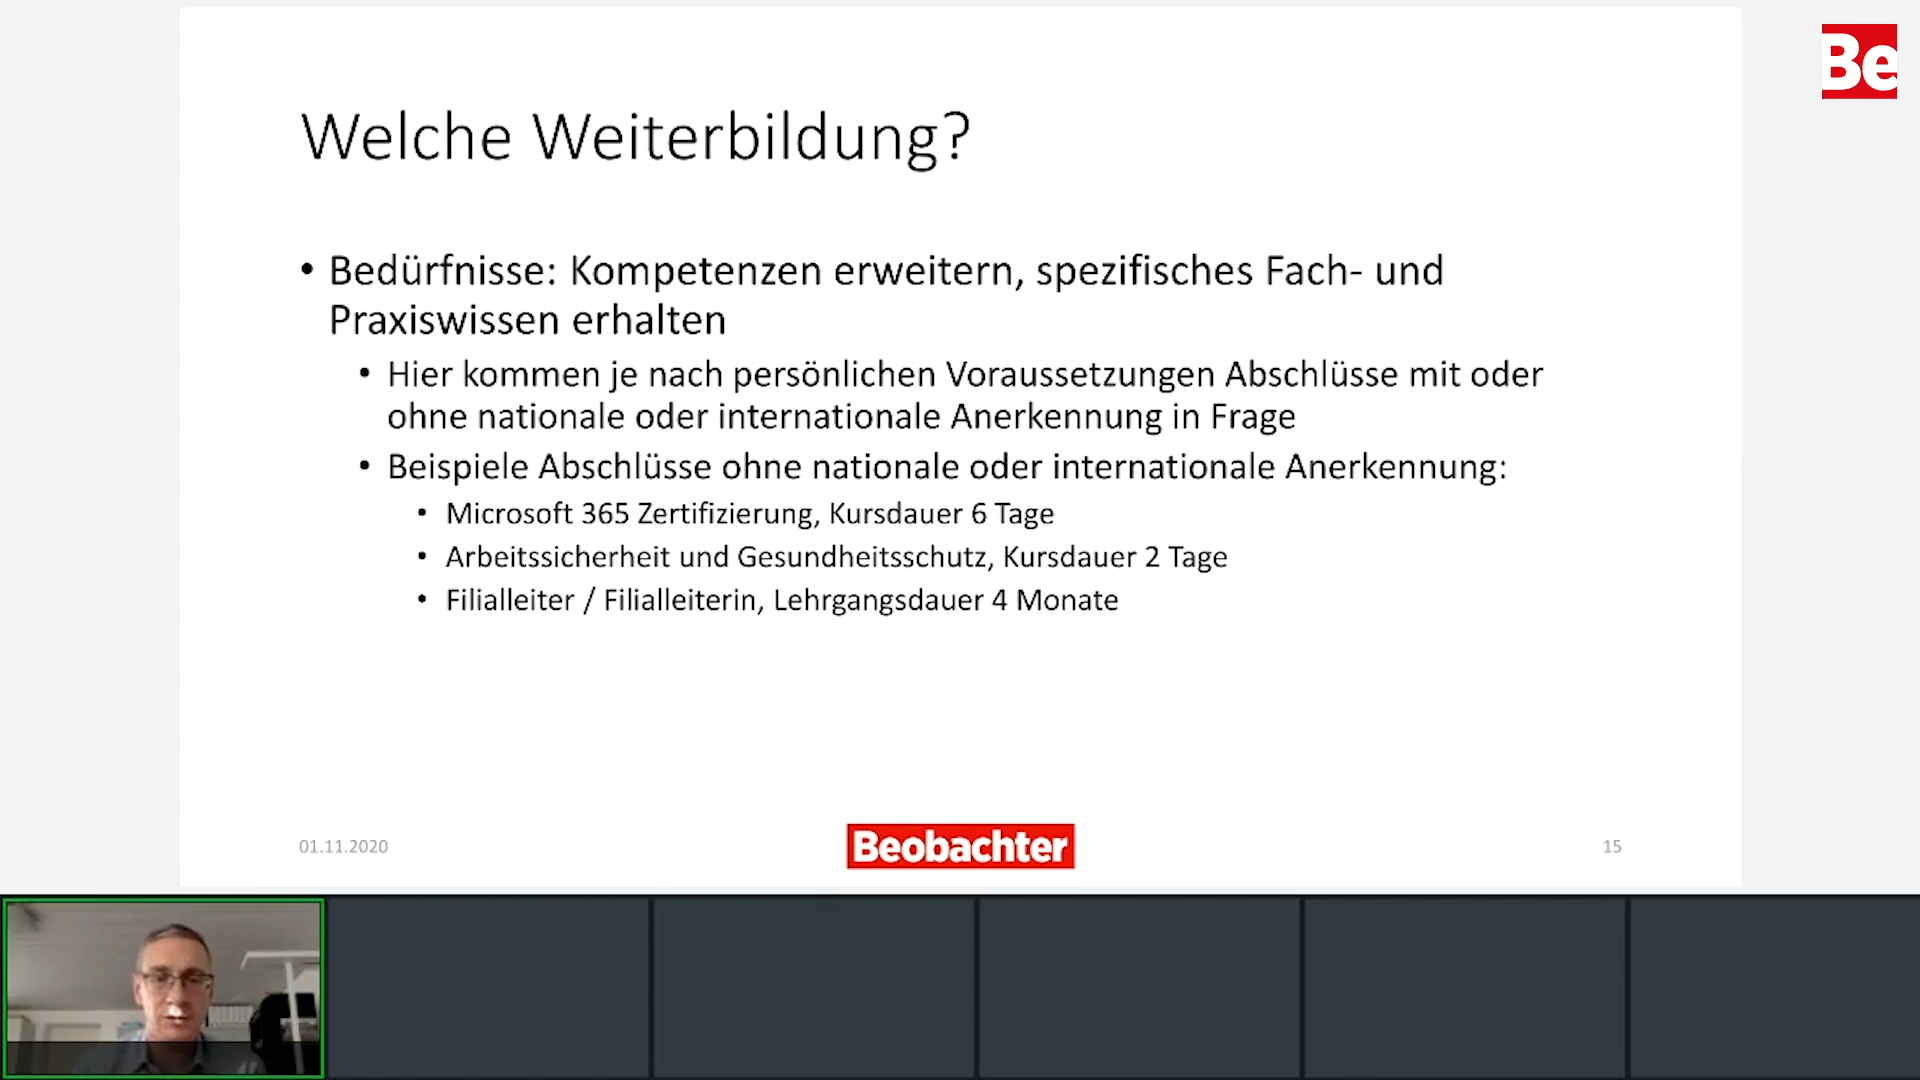 Be
Welche Weiterbildung?
• Bedürfnisse: Kompetenzen erweitern, spezifisches Fach- und
Praxiswissen erhalten
• Hier kommen je nach persönlichen Voraussetzungen Abschlüsse mit oder
ohne nationale oder internationale Anerkennung in Frage
• Beispiele Abschlüsse ohne nationale oder internationale Anerkennung:
• Microsoft 365 Zertifizierung, Kursdauer 6 Tage
• Arbeitssicherheit und Gesundheitsschutz, Kursdauer 2 Tage
• Filialleiter / Filialleiterin, Lehrgangsdauer 4 Monate
01.11.2020
Beobachter
15